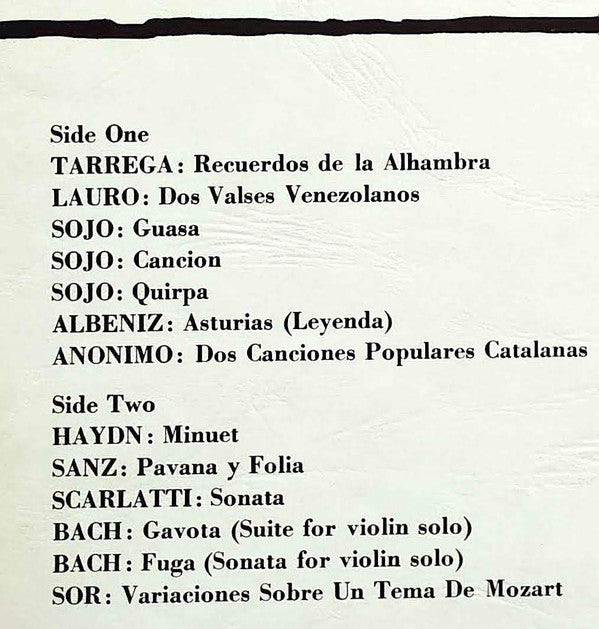 Side One
TARREGA: Recuerdos de la Alhambra
LAURO: Dos Valses Venezolanos
SOJO: Guasa
SOJO: Cancion
SOJO: Quirpa
ALBENIZ: Asturias (Leyenda)
ANONIMO: Dos Canciones Populares Catalanas
Side Two
HAYDN: Minuet
SANZ: Pavana y Folia
SCARLATTI: Sonata
BACH: Gavota (Suite for violin solo)
BACH: Fuga (Sonata for violin solo)
SOR: Variaciones Sobre Un Tema De Mozart